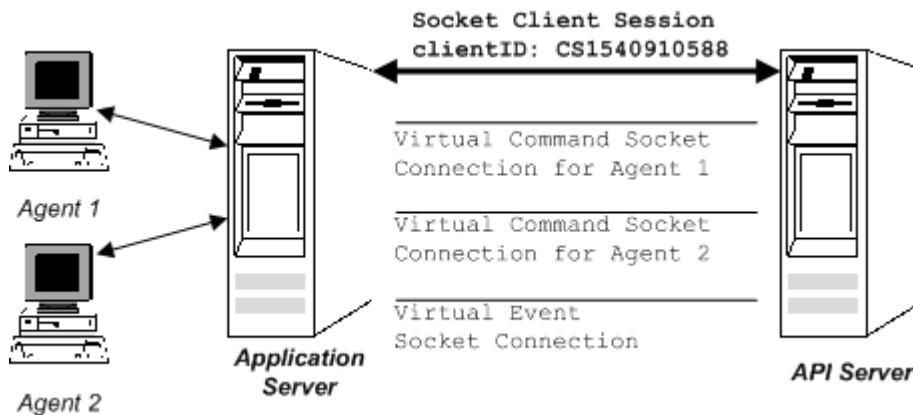 Socket Client Session
clientID: CS1540910588
Virtual Command Socket
Connection for Agent 1
Agent 1
Virtual Command Socket
Connection for Agent 2
Virtual Event
Socket Connection
Application
Server
API Server
Agent 2